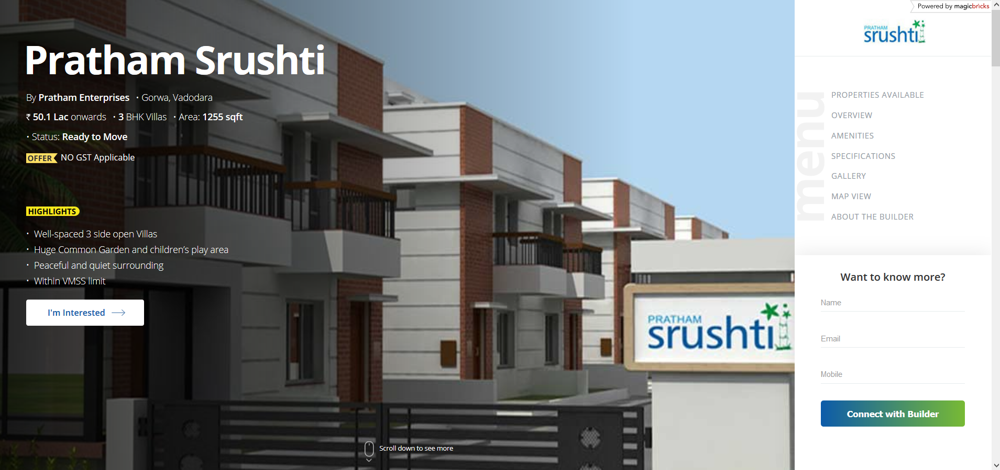 Powered by magicbricks
PRATHAM
srushti
Pratham Srushti
By Pratham Enterprises • Gorwa, Vadodara
₹ 50.1 Lac onwards • 3 BHK Villas • Area: 1255 sqft
• Status: Ready to Move
OFFER NO GST Applicable
HIGHLIGHTS
• Well-spaced 3 side open Villas
• Huge Common Garden and children’s play area
• Peaceful and quiet surrounding
• Within VMSS limit
I'm Interested
PRATHAM
srushti
Scroll down to see more
menu
PROPERTIES AVAILABLE
OVERVIEW
AMENITIES
SPECIFICATIONS
GALLERY
MAP VIEW
ABOUT THE BUILDER
Want to know more?
Name
Email
Mobile
Connect with Builder